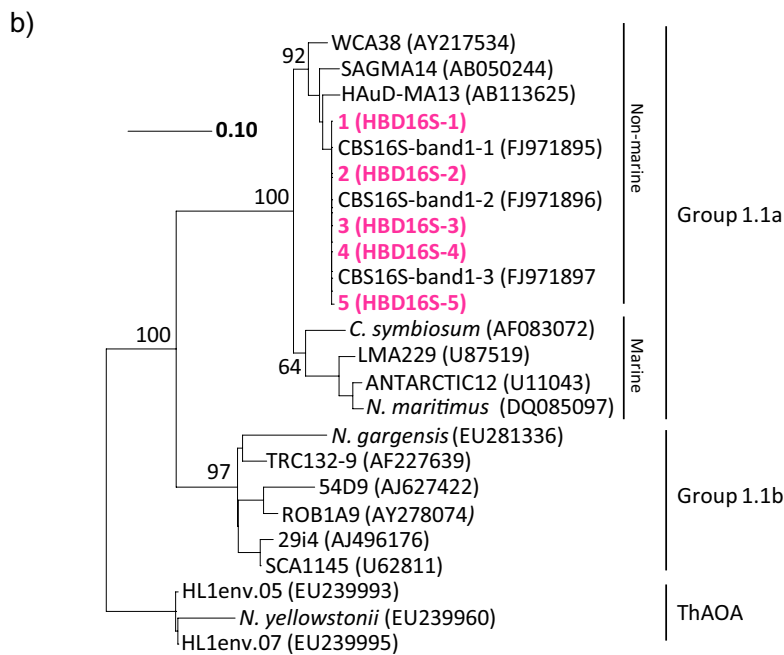 b)
92
WCA38 (AY217534)
SAGMA14 (AB050244)
HAuD-MA13 (AB113625)
0.10
1 (HBD16S-1)
CBS16S-band1-1 (FJ971895)
2 (HBD16S-2)
CBS16S-band1-2 (FJ971896)
3 (HBD16S-3)
4 (HBD16S-4)
CBS16S-band1-3 (FJ971897
5 (HBD16S-5)
Non-marine
100
Group 1.1a
C. symbiosum (AF083072)
LMA229 (U87519)
64
ANTARCTIC12 (U11043)
N. maritimus (DQ085097)
Marine
100
N. gargensis (EU281336)
TRC132-9 (AF227639)
97
54D9 (AJ627422)
ROB1A9 (AY278074)
29i4 (AJ496176)
SCA1145 (U62811)
Group 1.1b
HL1env.05 (EU239993)
N. yellowstonii (EU239960)
HL1env.07 (EU239995)
ThAOA